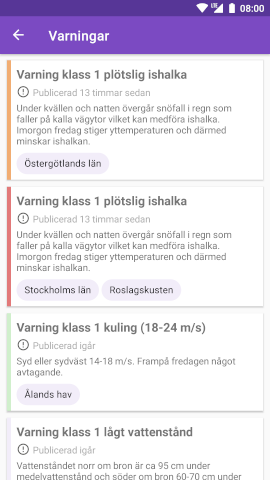 LTE 08:00
Varningar
Varning klass 1 plötslig ishalka
Publicerad 13 timmar sedan
Under kvällen och natten övergår snöfall i regn som
faller på kalla vägytor vilket kan medföra ishalka.
Imorgon fredag stiger yttemperaturen och därmed
minskar ishalkan.
Östergötlands län
Varning klass 1 plötslig ishalka
Publicerad 13 timmar sedan
Under kvällen och natten övergår snöfall i regn som
faller på kalla vägytor vilket kan medföra ishalka.
Imorgon fredag stiger yttemperaturen och därmed
minskar ishalkan.
Stockholms län Roslagskusten
Varning klass 1 kuling (18-24 m/s)
Publicerad igår
Syd eller sydväst 14-18 m/s. Frampå fredagen något
avtagande.
Ålands hav
Varning klass 1 lågt vattenstånd
Publicerad igår
Vattenståndet norr om bron är ca 95 cm under
medelvattenstånd och söder om bron 60-70 cm under